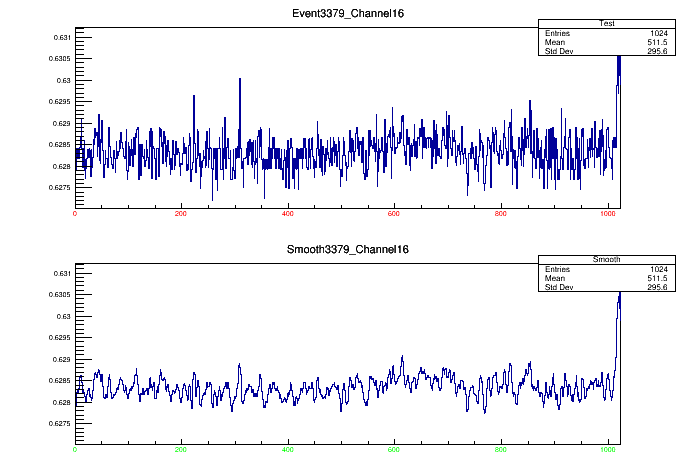 Event3379_Channel16
Test
Entries 1024
Mean 511.5
Std Dev 295.6
0.631
0.6305
0.63
0.6295
0.629
0.6285
0.628
0.6275
0 200 400 600 800 1000
Smooth3379_Channel16
Smooth
Entries 1024
Mean 511.5
Std Dev 295.6
0.631
0.6305
0.63
0.6295
0.629
0.6285
0.628
0.6275
0 200 400 600 800 1000